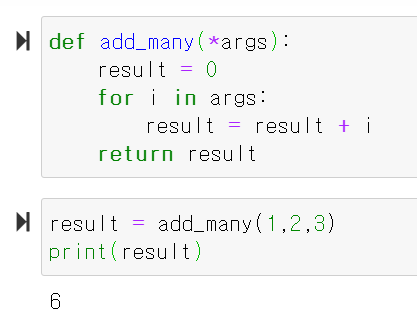 def add_many(*args):
    result = 0
    for i in args:
        result = result + i
    return result
result = add_many(1,2,3)
print(result)
6